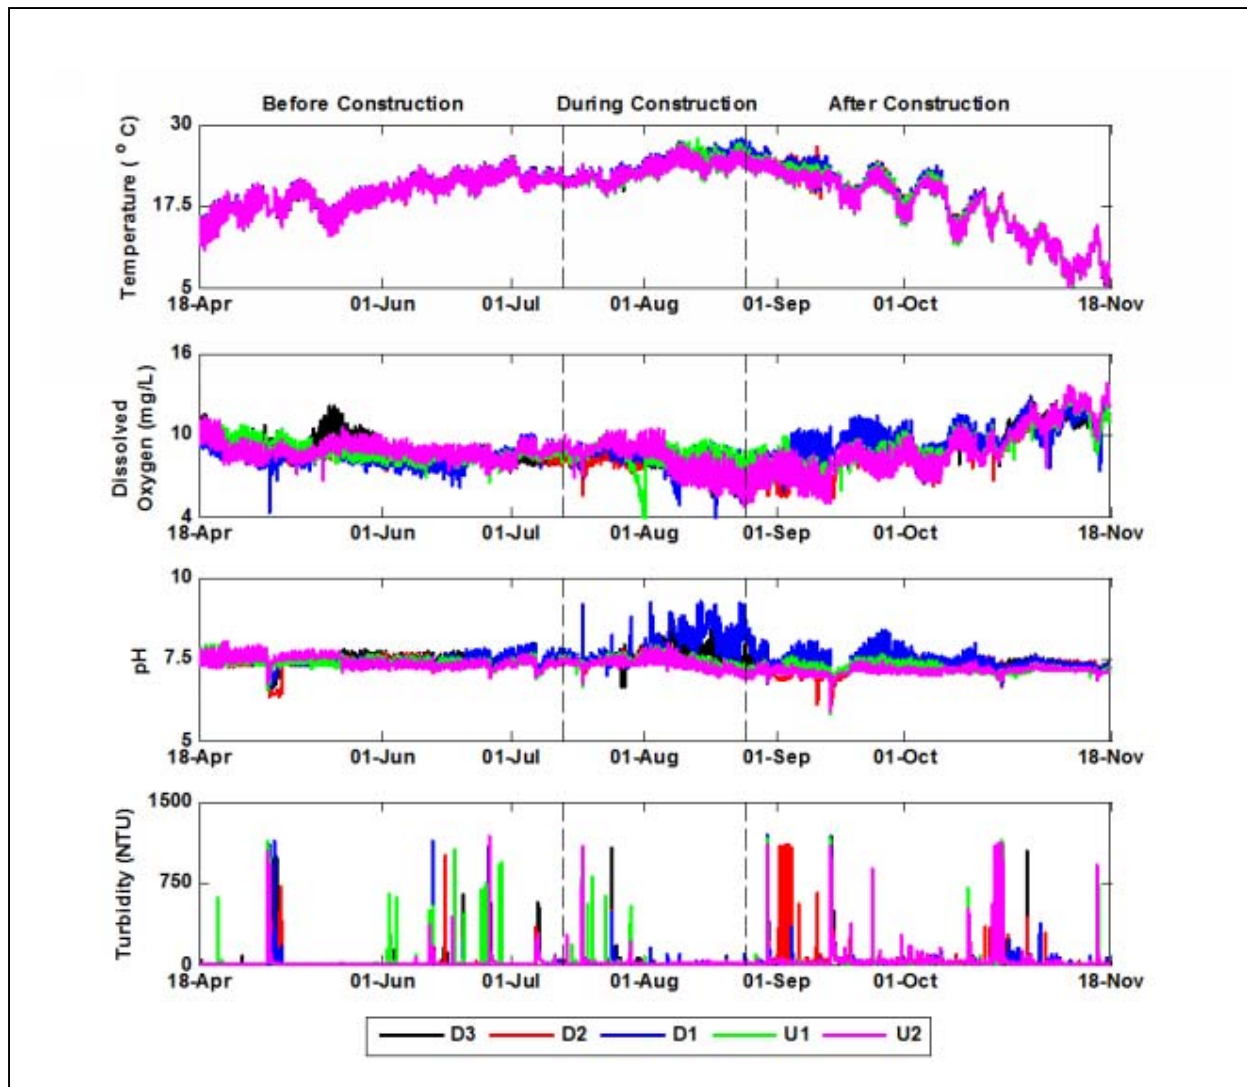 Before Construction During Construction After Construction
Temperature ( ° C)
30
17.5
5
18-Apr 01-Jun 01-Jul 01-Aug 01-Sep 01-Oct 18-Nov
Dissolved
Oxygen (mg/L)
16
10
4
18-Apr 01-Jun 01-Jul 01-Aug 01-Sep 01-Oct 18-Nov
pH
10
7.5
5
18-Apr 01-Jun 01-Jul 01-Aug 01-Sep 01-Oct 18-Nov
Turbidity (NTU)
1500
750
0
18-Apr 01-Jun 01-Jul 01-Aug 01-Sep 01-Oct 18-Nov
D3 D2 D1 U1 U2